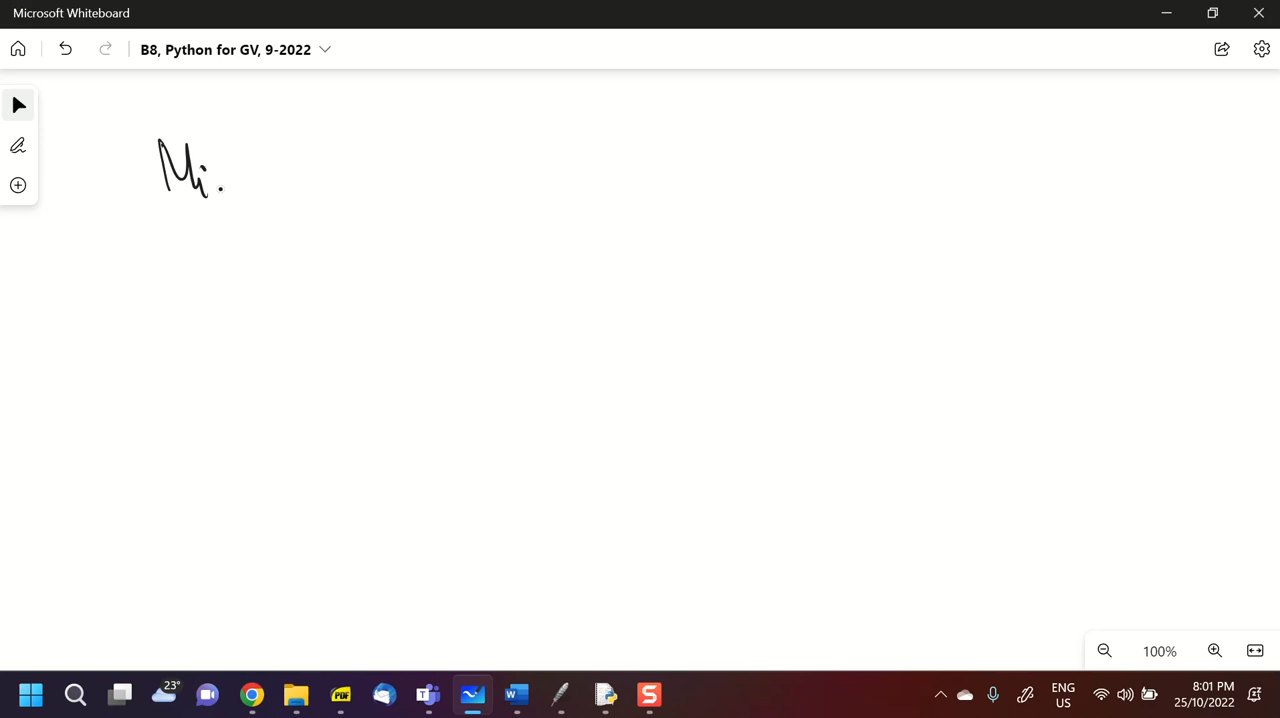 Microsoft Whiteboard
B8, Python for GV, 9-2022
Mi
100%
23°
PDF
T
W
S
ENG
US
8:01 PM
25/10/2022